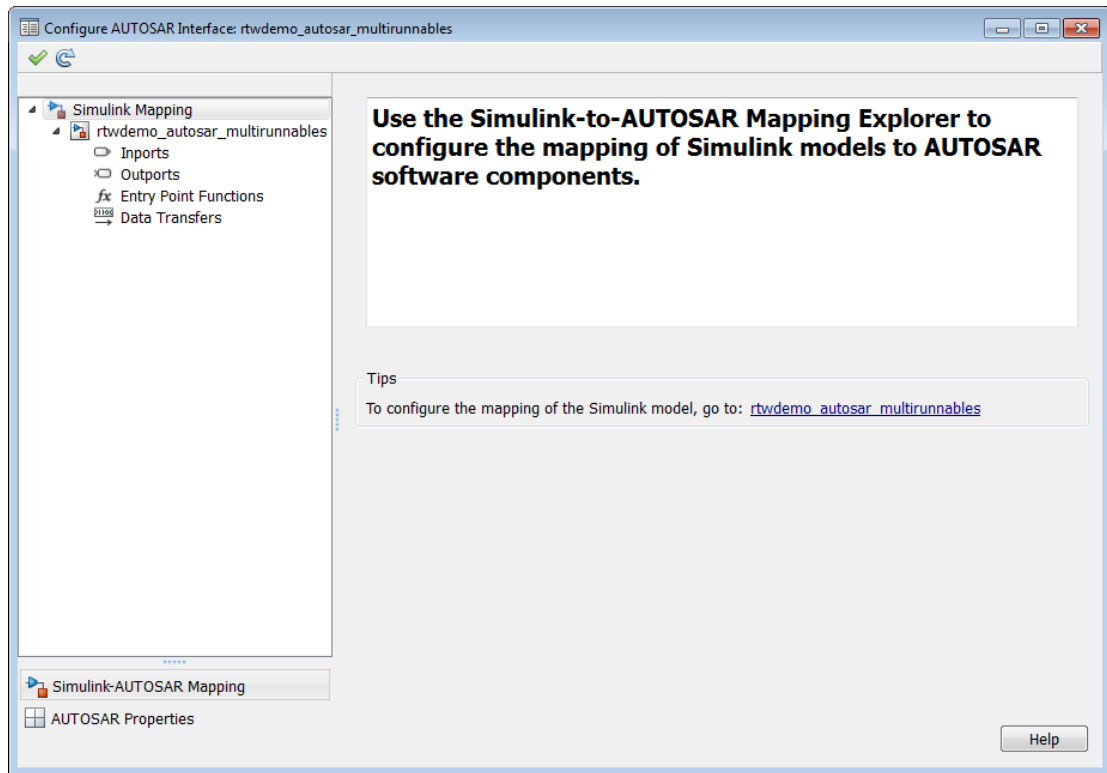 Configure AUTOSAR Interface: rtwdemo_autosar_multirunnables
Simulink Mapping
rtwdemo_autosar_multirunnables
Inports
Outports
fx Entry Point Functions
Data Transfers
Use the Simulink-to-AUTOSAR Mapping Explorer to
configure the mapping of Simulink models to AUTOSAR
software components.
Tips
To configure the mapping of the Simulink model, go to: rtwdemo_autosar_multirunnables
Simulink-AUTOSAR Mapping
AUTOSAR Properties
Help